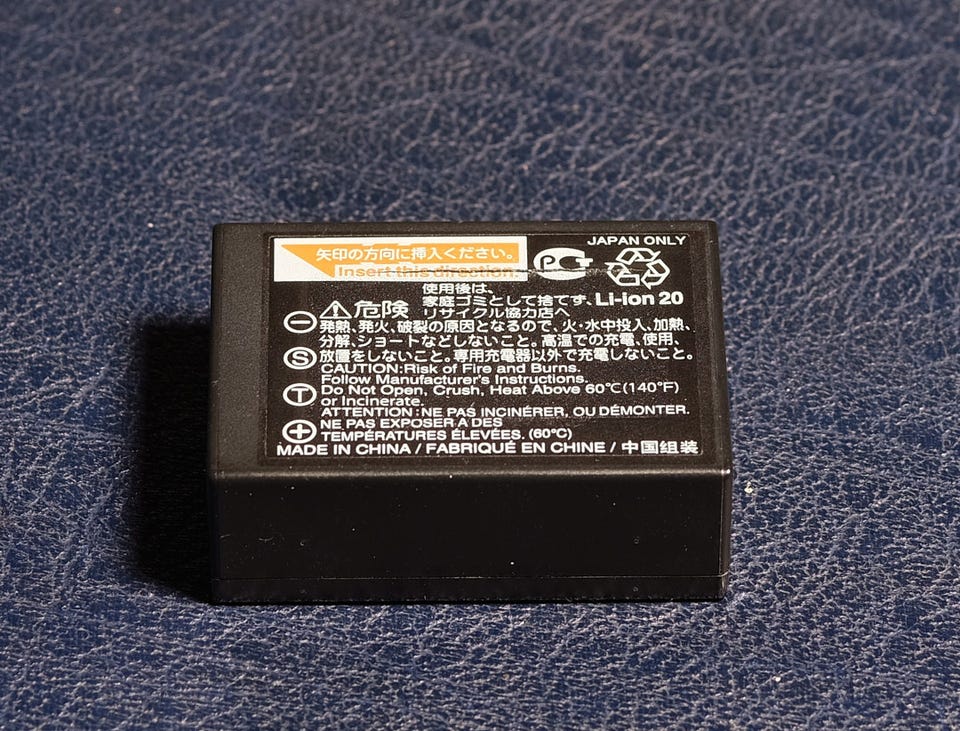 矢印の方向に挿入ください。
Insert this direction.
JAPAN ONLY
使用後は、
家庭ゴミとして捨てず、
リサイクル協力店へ
Li-ion 20
危険
発熱、発火、破裂の原因となるので、火・水中投入、加熱、
分解、ショートなどしないこと。高温での充電、使用、
放置をしないこと。専用充電器以外で充電しないこと。
CAUTION:Risk of Fire and Burns.
Follow Manufacturer's Instructions.
Do Not Open, Crush, Heat Above 60℃(140°F)
or Incinerate.
ATTENTION:NE PAS INCINÉRER, OU DÉMONTER.
NE PAS EXPOSER A DES
TEMPÉRATURES ÉLEVÉES. (60℃)
− S T +
MADE IN CHINA / FABRIQUÉ EN CHINE / 中国组装